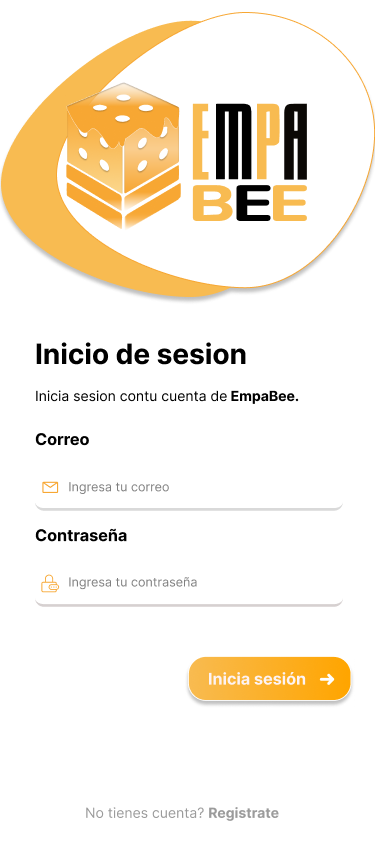 EMPA
BEE
Inicio de sesion
Inicia sesion contu cuenta de EmpaBee.
Correo
Ingresa tu correo
Contraseña
Ingresa tu contraseña
Inicia sesión
No tienes cuenta? Registrate